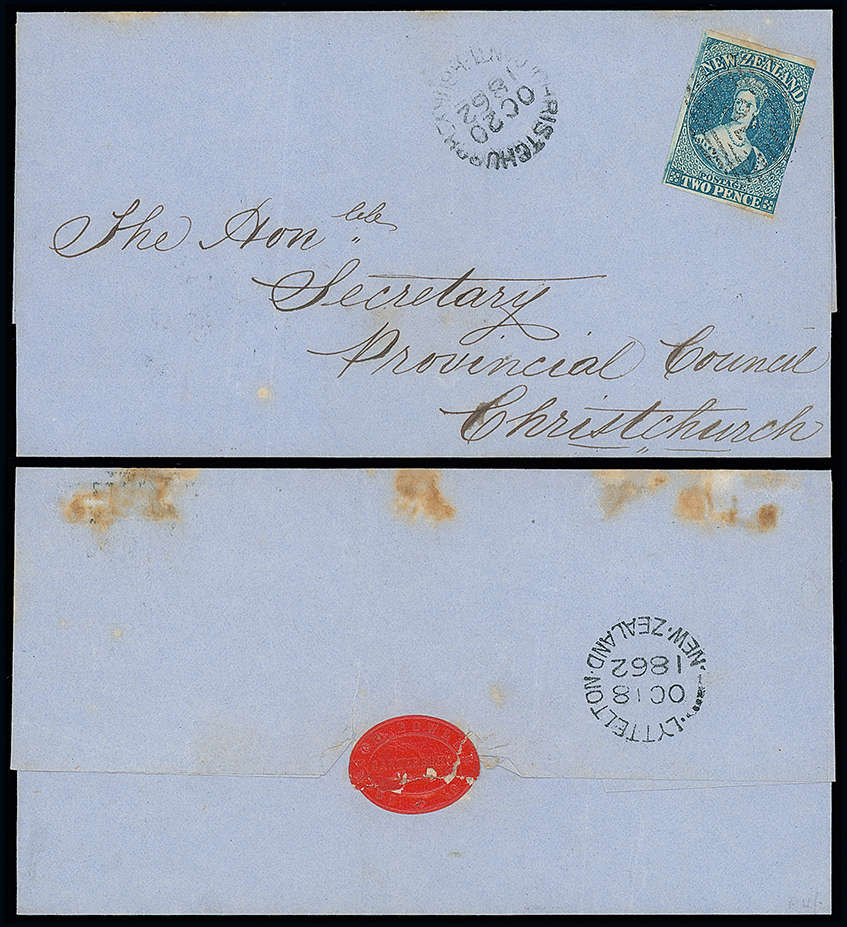 NEW ZEALAND
POSTAGE
TWO PENCE
CHRISTCHURCH
OC 20
1862
The Hon,,ble
Secretary
Provincial Council
Christchurch
LYTTELTON
NEW·ZEALAND
OC 18
1862